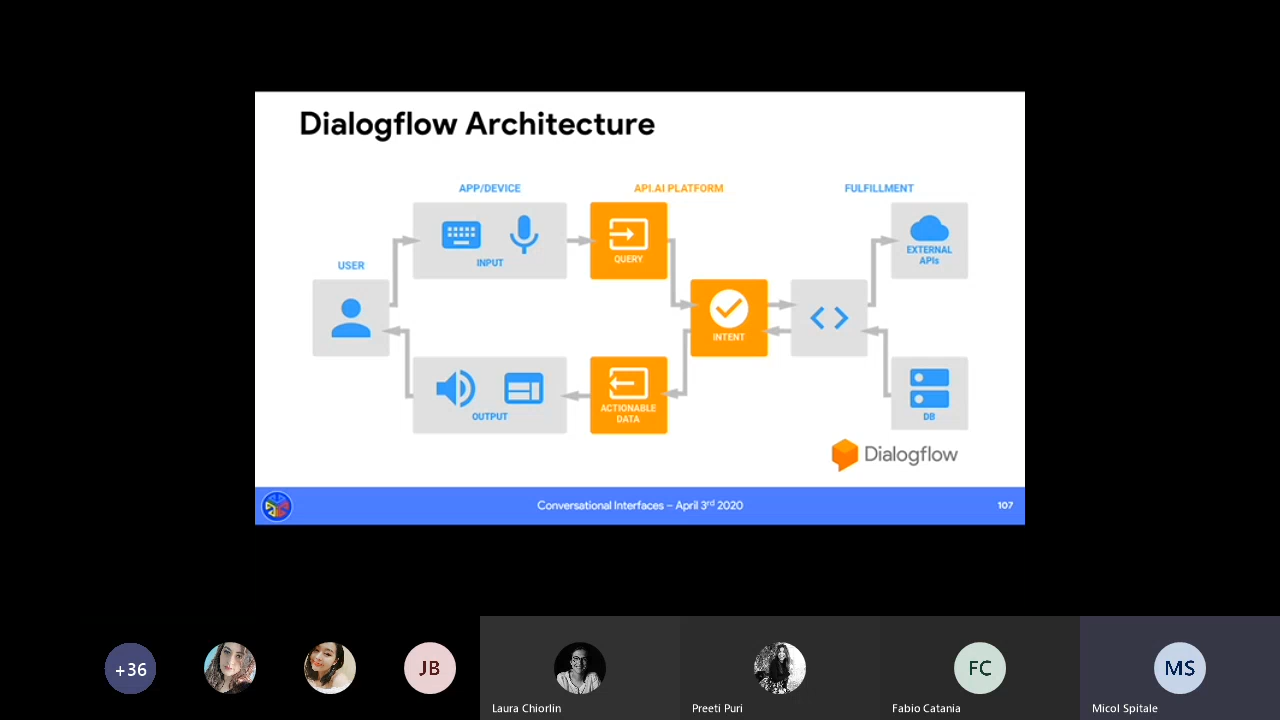 Dialogflow Architecture
APP/DEVICE
API.AI PLATFORM
FULFILLMENT
INPUT
QUERY
EXTERNAL
APIs
USER
INTENT
OUTPUT
ACTIONABLE
DATA
DB
Dialogflow
Conversational Interfaces – April 3rd 2020
107
+36
JB
FC
MS
Laura Chiorlin
Preeti Puri
Fabio Catania
Micol Spitale